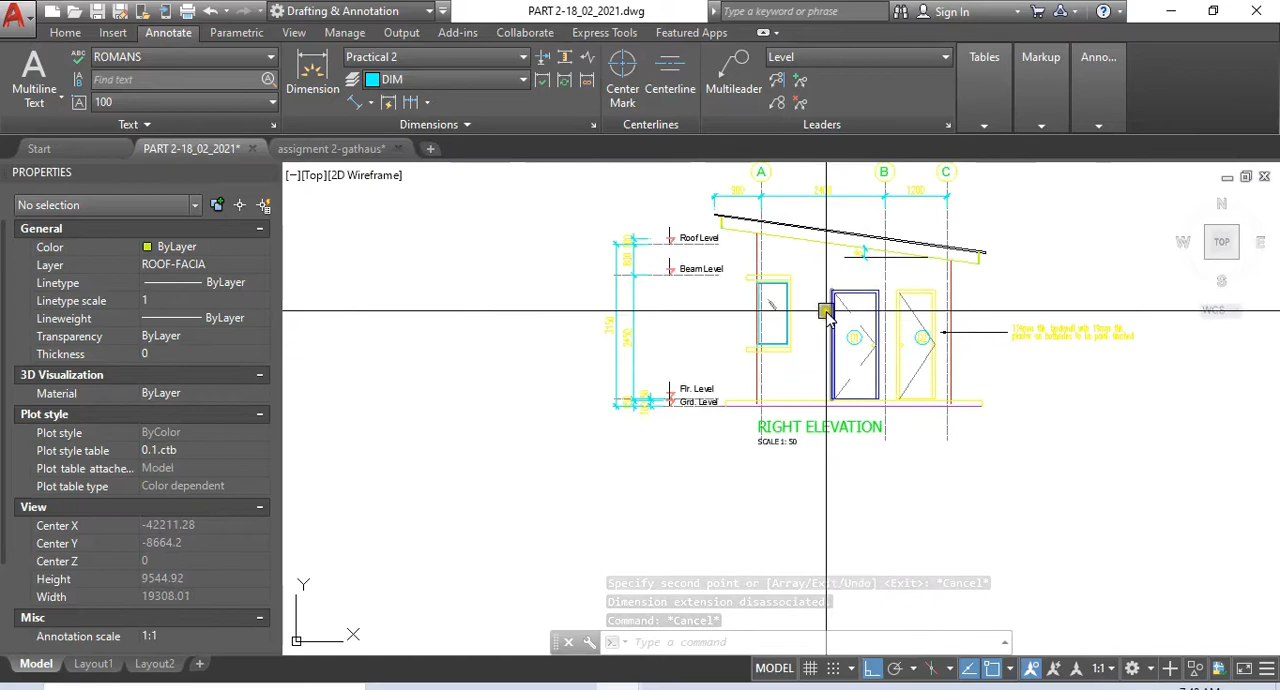 A Drafting & Annotation PART 2-18_02_2021.dwg Type a keyword or phrase Sign In
Home Insert Annotate Parametric View Manage Output Add-ins Collaborate Express Tools Featured Apps
ABC ROMANS Practical 2 Level
Find text DIM
100
Multiline Text Dimension Center Mark Centerline Multileader Tables Markup Anno...
Text Dimensions Centerlines Leaders
Start PART 2-18_02_2021* assigment 2-gathaus*
PROPERTIES
No selection
General
Color ByLayer
Layer ROOF-FACIA
Linetype ByLayer
Linetype scale 1
Lineweight ByLayer
Transparency ByLayer
Thickness 0
3D Visualization
Material ByLayer
Plot style
Plot style ByColor
Plot style table 0.1.ctb
Plot table attache... Model
Plot table type Color dependent
View
Center X -42211.28
Center Y -8664.2
Center Z 0
Height 9544.92
Width 19308.01
Misc
Annotation scale 1:1
[−][Top][2D Wireframe]
A B C
900 2400 1200
Roof Level
Beam Level
Flr. Level
Grd. Level
RIGHT ELEVATION
SCALE 1: 50
N
W TOP E
S
WCS
Y
X
Specify second point or [Array/Exit/Undo] <Exit>: *Cancel*
Dimension extension disassociated.
Command: *Cancel*
Type a command
Model Layout1 Layout2
MODEL 1:1